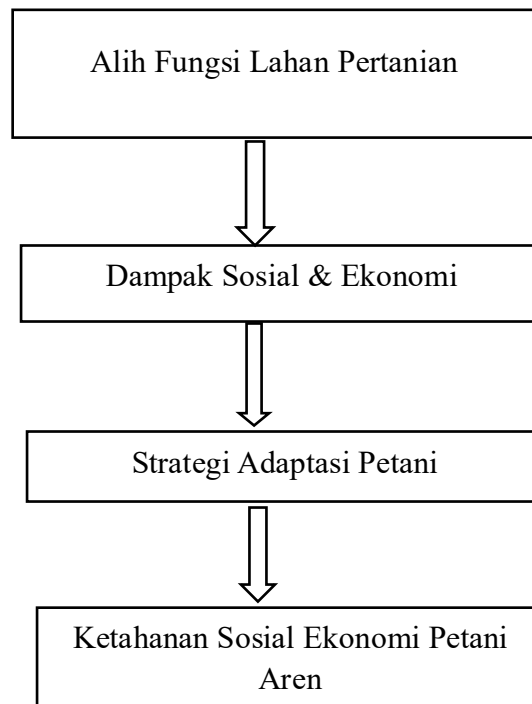 Alih Fungsi Lahan Pertanian
Dampak Sosial & Ekonomi
Strategi Adaptasi Petani
Ketahanan Sosial Ekonomi Petani
Aren